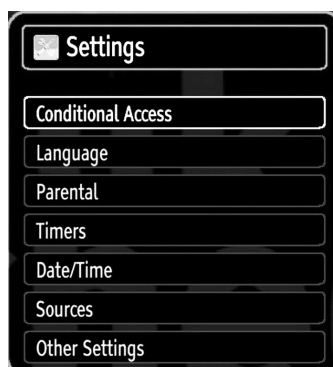 Settings
Conditional Access
Language
Parental
Timers
Date/Time
Sources
Other Settings